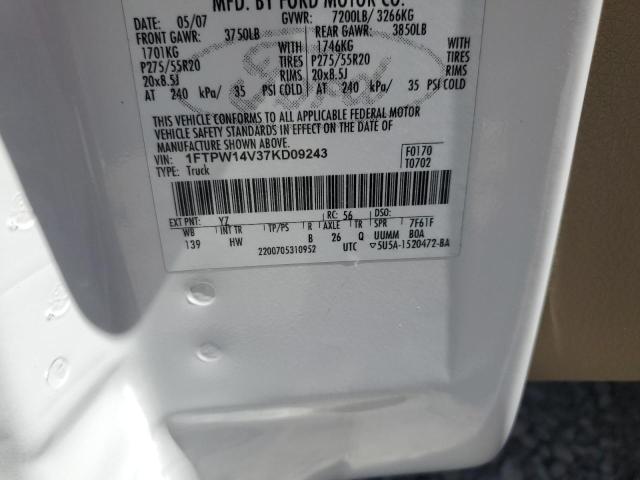 MFD. BY FORD MOTOR CO.
DATE: 05/07 GVWR: 7200LB/ 3266KG
FRONT GAWR: 3750LB REAR GAWR: 3850LB
1701KG WITH 1746KG WITH
P275/55R20 TIRES P275/55R20 TIRES
20x8.5J RIMS 20x8.5J RIMS
AT 240 kPa/ 35 PSI COLD AT 240 kPa/ 35 PSI COLD
Ford
THIS VEHICLE CONFORMS TO ALL APPLICABLE FEDERAL MOTOR
VEHICLE SAFETY STANDARDS IN EFFECT ON THE DATE OF
MANUFACTURE SHOWN ABOVE.
VIN: 1FTPW14V37KD09243 F0170
TYPE: Truck T0702
EXT PNT: YZ RC: 56 DSO:
WB INT TR TP/PS R AXLE TR SPR 7F61F
139 HW B 26 Q UUMM BOA
2200705310952 UTC ▽5U5A-1520472-BA